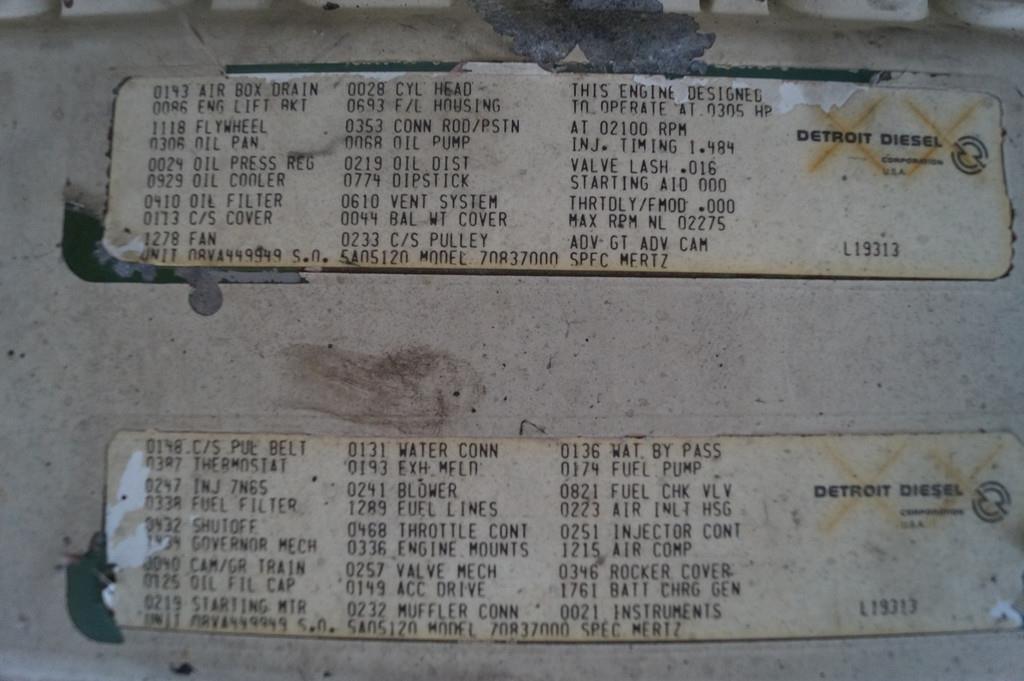 0143 AIR BOX DRAIN 0028 CYL HEAD THIS ENGINE DESIGNED
0086 ENG LIFT BKT 0693 F/L HOUSING TO OPERATE AT 0305 HP
1118 FLYWHEEL 0353 CONN ROD/PSTN AT 02100 RPM
0306 OIL PAN 0068 OIL PUMP INJ. TIMING 1.484
0024 OIL PRESS REG 0219 OIL DIST VALVE LASH .016
0929 OIL COOLER 0774 DIPSTICK STARTING AID 000
0410 OIL FILTER 0610 VENT SYSTEM THRTDLY/FMOD .000
0173 C/S COVER 0044 BAL WT COVER MAX RPM NL 02275
1278 FAN 0233 C/S PULLEY ADV GT ADV CAM
UNIT 08VA449949 S.O. 5A05120 MODEL 70837000 SPEC MERTZ
DETROIT DIESEL
CORPORATION
U.S.A.
L19313
0148 C/S PUL BELT 0131 WATER CONN 0136 WAT. BY PASS
0387 THERMOSTAT 0193 EXH MFLD 0174 FUEL PUMP
0247 INJ 7N65 0241 BLOWER 0821 FUEL CHK VLV
0338 FUEL FILTER 1289 FUEL LINES 0223 AIR INLT HSG
0432 SHUTOFF 0468 THROTTLE CONT 0251 INJECTOR CONT
GOVERNOR MECH 0336 ENGINE MOUNTS 1215 AIR COMP
0040 CAM/GR TRAIN 0257 VALVE MECH 0346 ROCKER COVER
0125 OIL FIL CAP 0149 ACC DRIVE 1761 BATT CHRG GEN
0219 STARTING MTR 0232 MUFFLER CONN 0021 INSTRUMENTS
UNIT 08VA449949 S.O. 5A05120 MODEL 70837000 SPEC MERTZ
DETROIT DIESEL
CORPORATION
U.S.A.
L19313